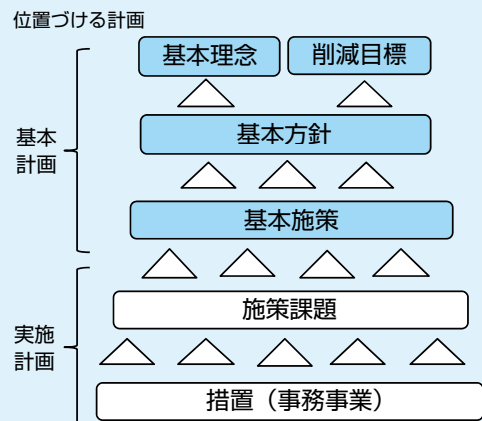 位置づける計画
基本理念
削減目標
基本方針
基本
計画
基本施策
施策課題
実施
計画
措置（事務事業）